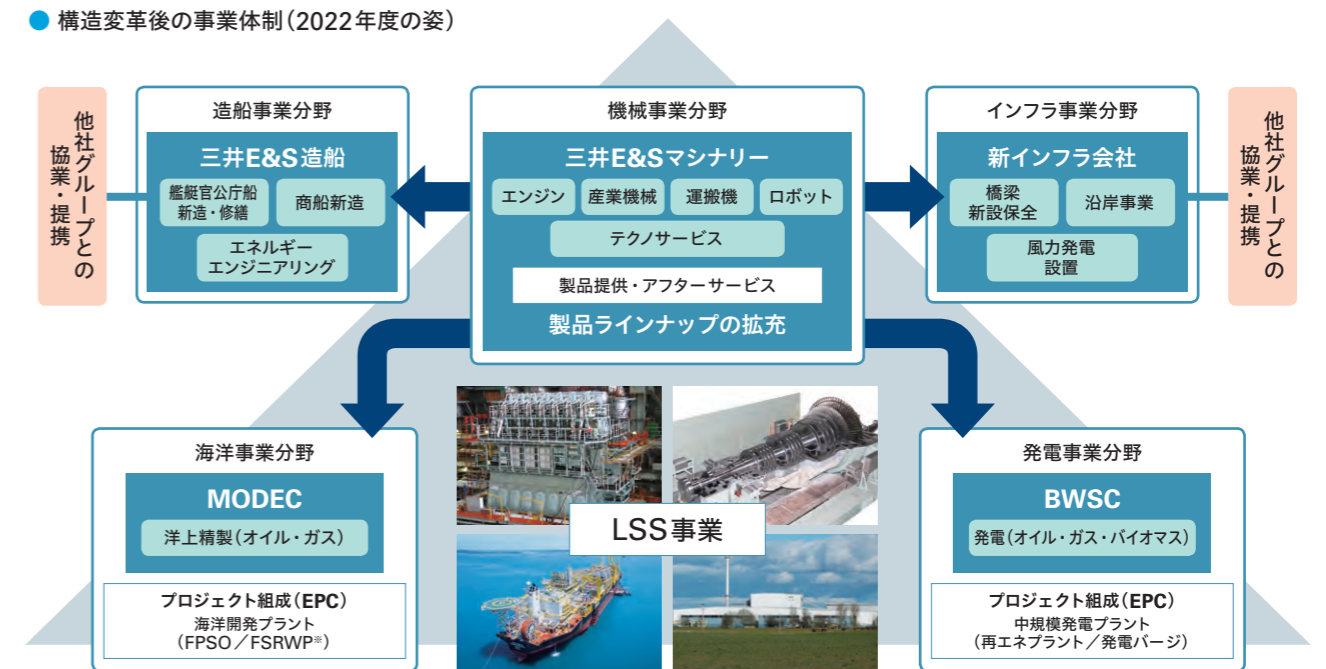 構造変革後の事業体制(2022年度の姿)
他社グループとの
協業・提携
造船事業分野
三井E&S造船
艦艇官公庁船
新造・修繕
商船新造
エネルギー
エンジニアリング
機械事業分野
三井E&Sマシナリー
エンジン
産業機械
運搬機
ロボット
テクノサービス
製品提供・アフターサービス
製品ラインナップの拡充
インフラ事業分野
新インフラ会社
橋梁
新設保全
沿岸事業
風力発電
設置
他社グループとの
協業・提携
海洋事業分野
MODEC
洋上精製(オイル・ガス)
プロジェクト組成(EPC)
海洋開発プラント
(FPSO/FSRWP※)
LSS事業
発電事業分野
BWSC
発電(オイル・ガス・バイオマス)
プロジェクト組成(EPC)
中規模発電プラント
(再エネプラント/発電バージ)